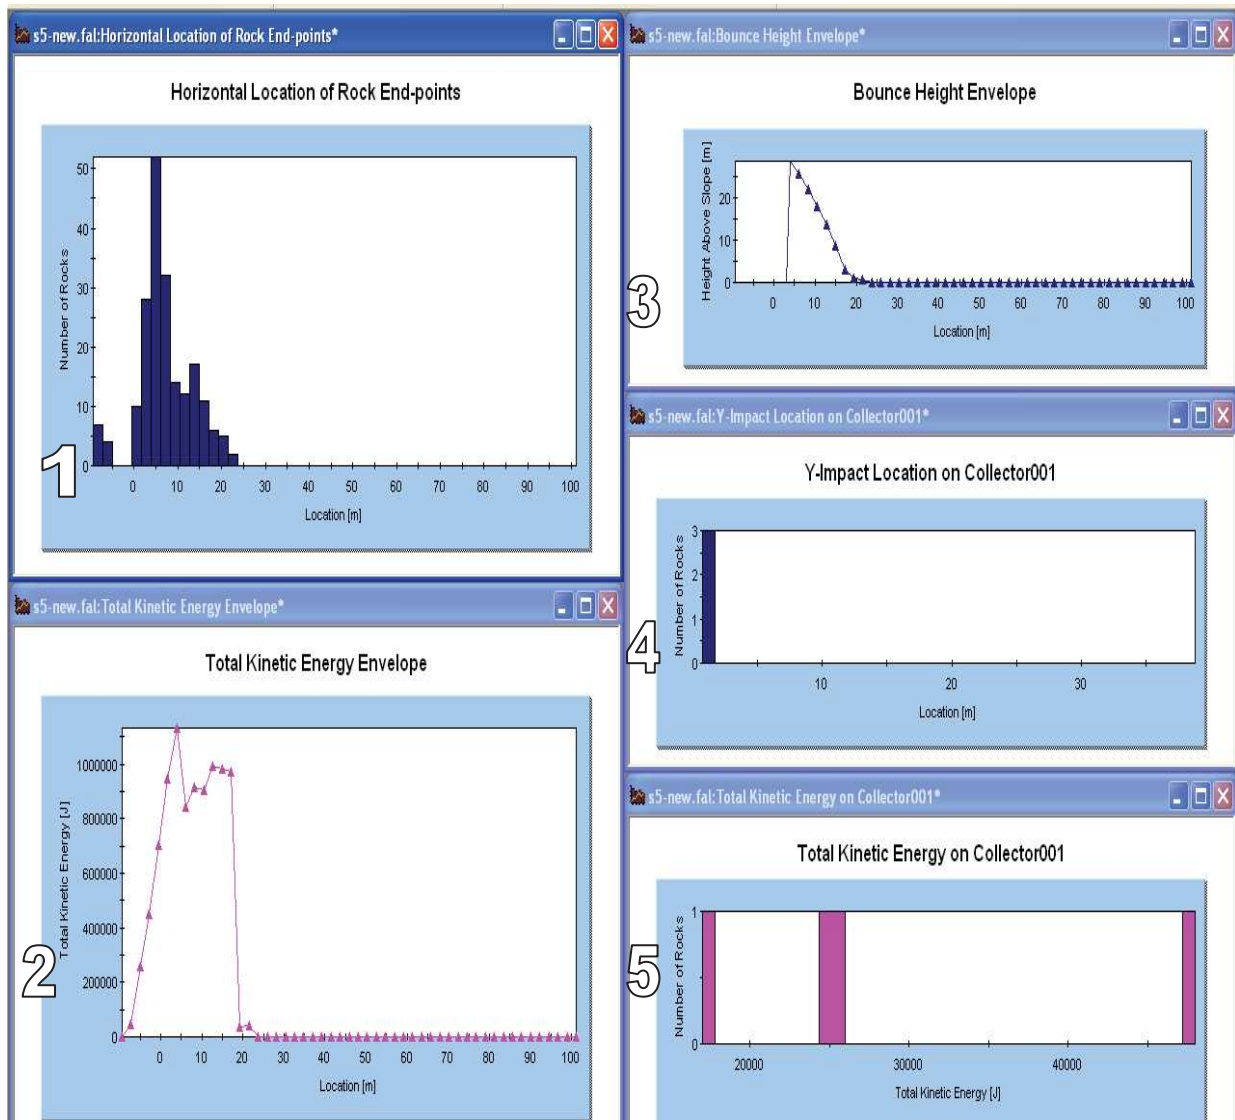 s5-new.fal:Horizontal Location of Rock End-points*
Horizontal Location of Rock End-points
50
40
30
20
10
0
Number of Rocks
0 10 20 30 40 50 60 70 80 90 100
Location [m]
1
s5-new.fal:Total Kinetic Energy Envelope*
Total Kinetic Energy Envelope
1000000
800000
600000
400000
200000
0
Total Kinetic Energy [J]
0 10 20 30 40 50 60 70 80 90 100
Location [m]
2
s5-new.fal:Bounce Height Envelope*
Bounce Height Envelope
Height Above Slope [m]
20
10
0
0 10 20 30 40 50 60 70 80 90 100
Location [m]
3
s5-new.fal:Y-Impact Location on Collector001*
Y-Impact Location on Collector001
Number of Rocks
3
2
1
0
10 20 30
Location [m]
4
s5-new.fal:Total Kinetic Energy on Collector001*
Total Kinetic Energy on Collector001
Number of Rocks
1
0
20000 30000 40000
Total Kinetic Energy [J]
5